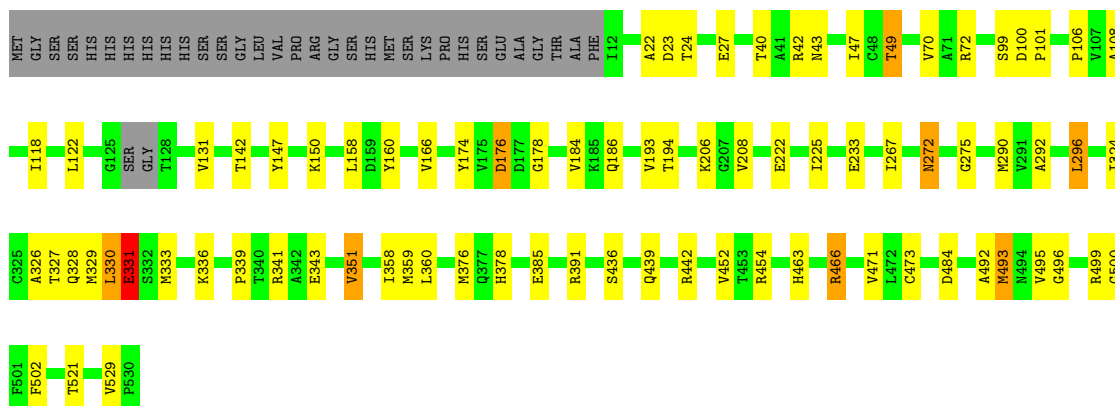 MET GLY SER SER HIS HIS HIS HIS HIS HIS SER SER GLY LEU VAL PRO ARG GLY SER HIS MET SER LYS PRO HIS SER GLU ALA GLY THR ALA PHE I12 A22 D23 T24 E27 T40 A41 R42 N43 I47 C48 T49 V70 A71 R72 S99 D100 P101 P106 V107 A108
I118 L122 G125 SER GLY T128 V131 T142 Y147 K150 L158 D159 Y160 V166 Y174 V175 D176 D177 G178 V184 K185 Q186 V193 T194 K206 G207 V208 E222 I225 E233 I267 N272 G275 M290 V291 A292 L296
C325 A326 T327 Q328 M329 L330 E331 S332 M333 K336 P339 T340 R341 A342 E343 V351 I358 M359 L360 M376 Q377 H378 E385 R391 S436 Q439 R442 V452 T453 R454 H463 R466 V471 L472 C473 D484 A492 M493 N494 V495 G496 R499
F501 F502 T521 V529 P530